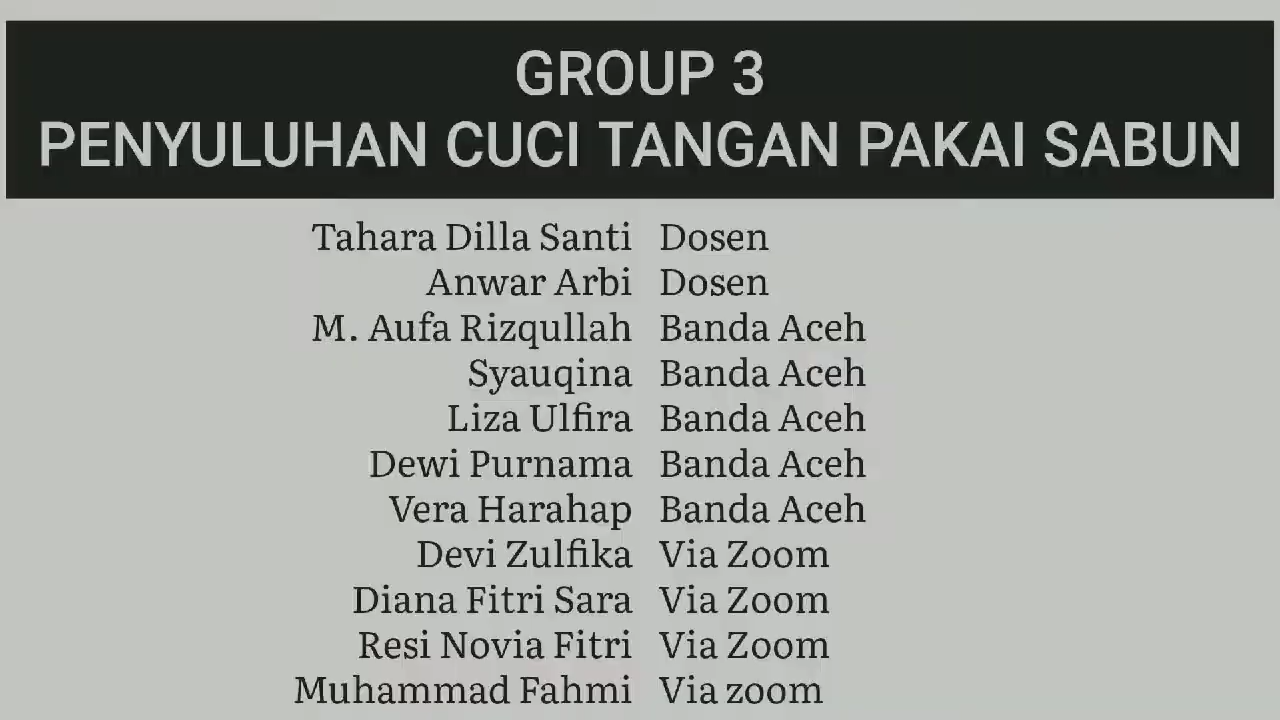 GROUP 3
PENYULUHAN CUCI TANGAN PAKAI SABUN
Tahara Dilla Santi Dosen
Anwar Arbi Dosen
M. Aufa Rizqullah Banda Aceh
Syauqina Banda Aceh
Liza Ulfira Banda Aceh
Dewi Purnama Banda Aceh
Vera Harahap Banda Aceh
Devi Zulfika Via Zoom
Diana Fitri Sara Via Zoom
Resi Novia Fitri Via Zoom
Muhammad Fahmi Via zoom